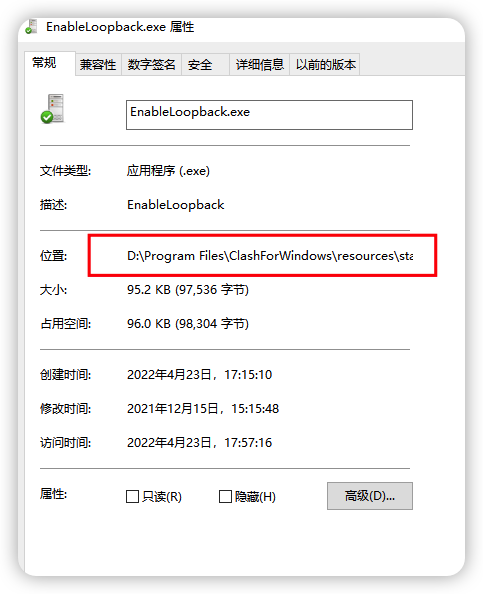 EnableLoopback.exe 属性
常规 兼容性 数字签名 安全 详细信息 以前的版本
EnableLoopback.exe
文件类型: 应用程序 (.exe)
描述: EnableLoopback
位置: D:\Program Files\ClashForWindows\resources\sta
大小: 95.2 KB (97,536 字节)
占用空间: 96.0 KB (98,304 字节)
创建时间: 2022年4月23日，17:15:10
修改时间: 2021年12月15日，15:15:48
访问时间: 2022年4月23日，17:57:16
属性: 只读(R) 隐藏(H) 高级(D)...